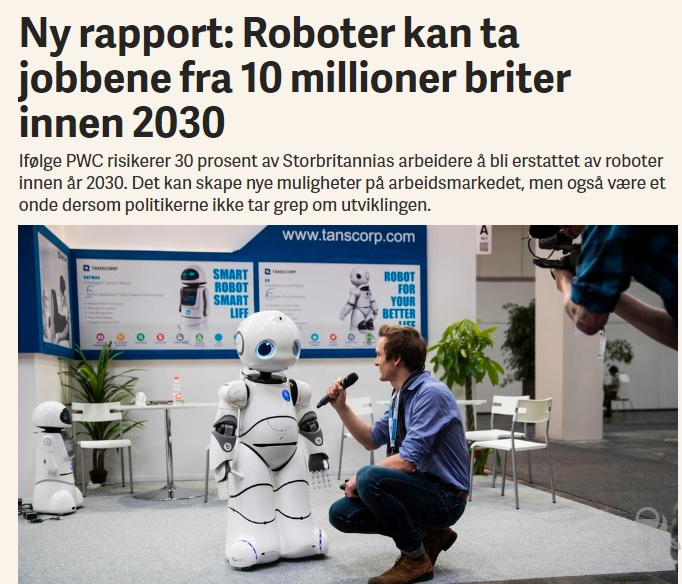 Ny rapport: Roboter kan ta
jobbene fra 10 millioner briter
innen 2030
Ifølge PWC risikerer 30 prosent av Storbritannias arbeidere å bli erstattet av roboter
innen år 2030. Det kan skape nye muligheter på arbeidsmarkedet, men også være et
onde dersom politikerne ikke tar grep om utviklingen.
www.tanscorp.com
A
TANSCORP
SMART
ROBOT
SMART
LIFE
TANSCORP
ROBOT
FOR
YOUR
BETTER
LIFE